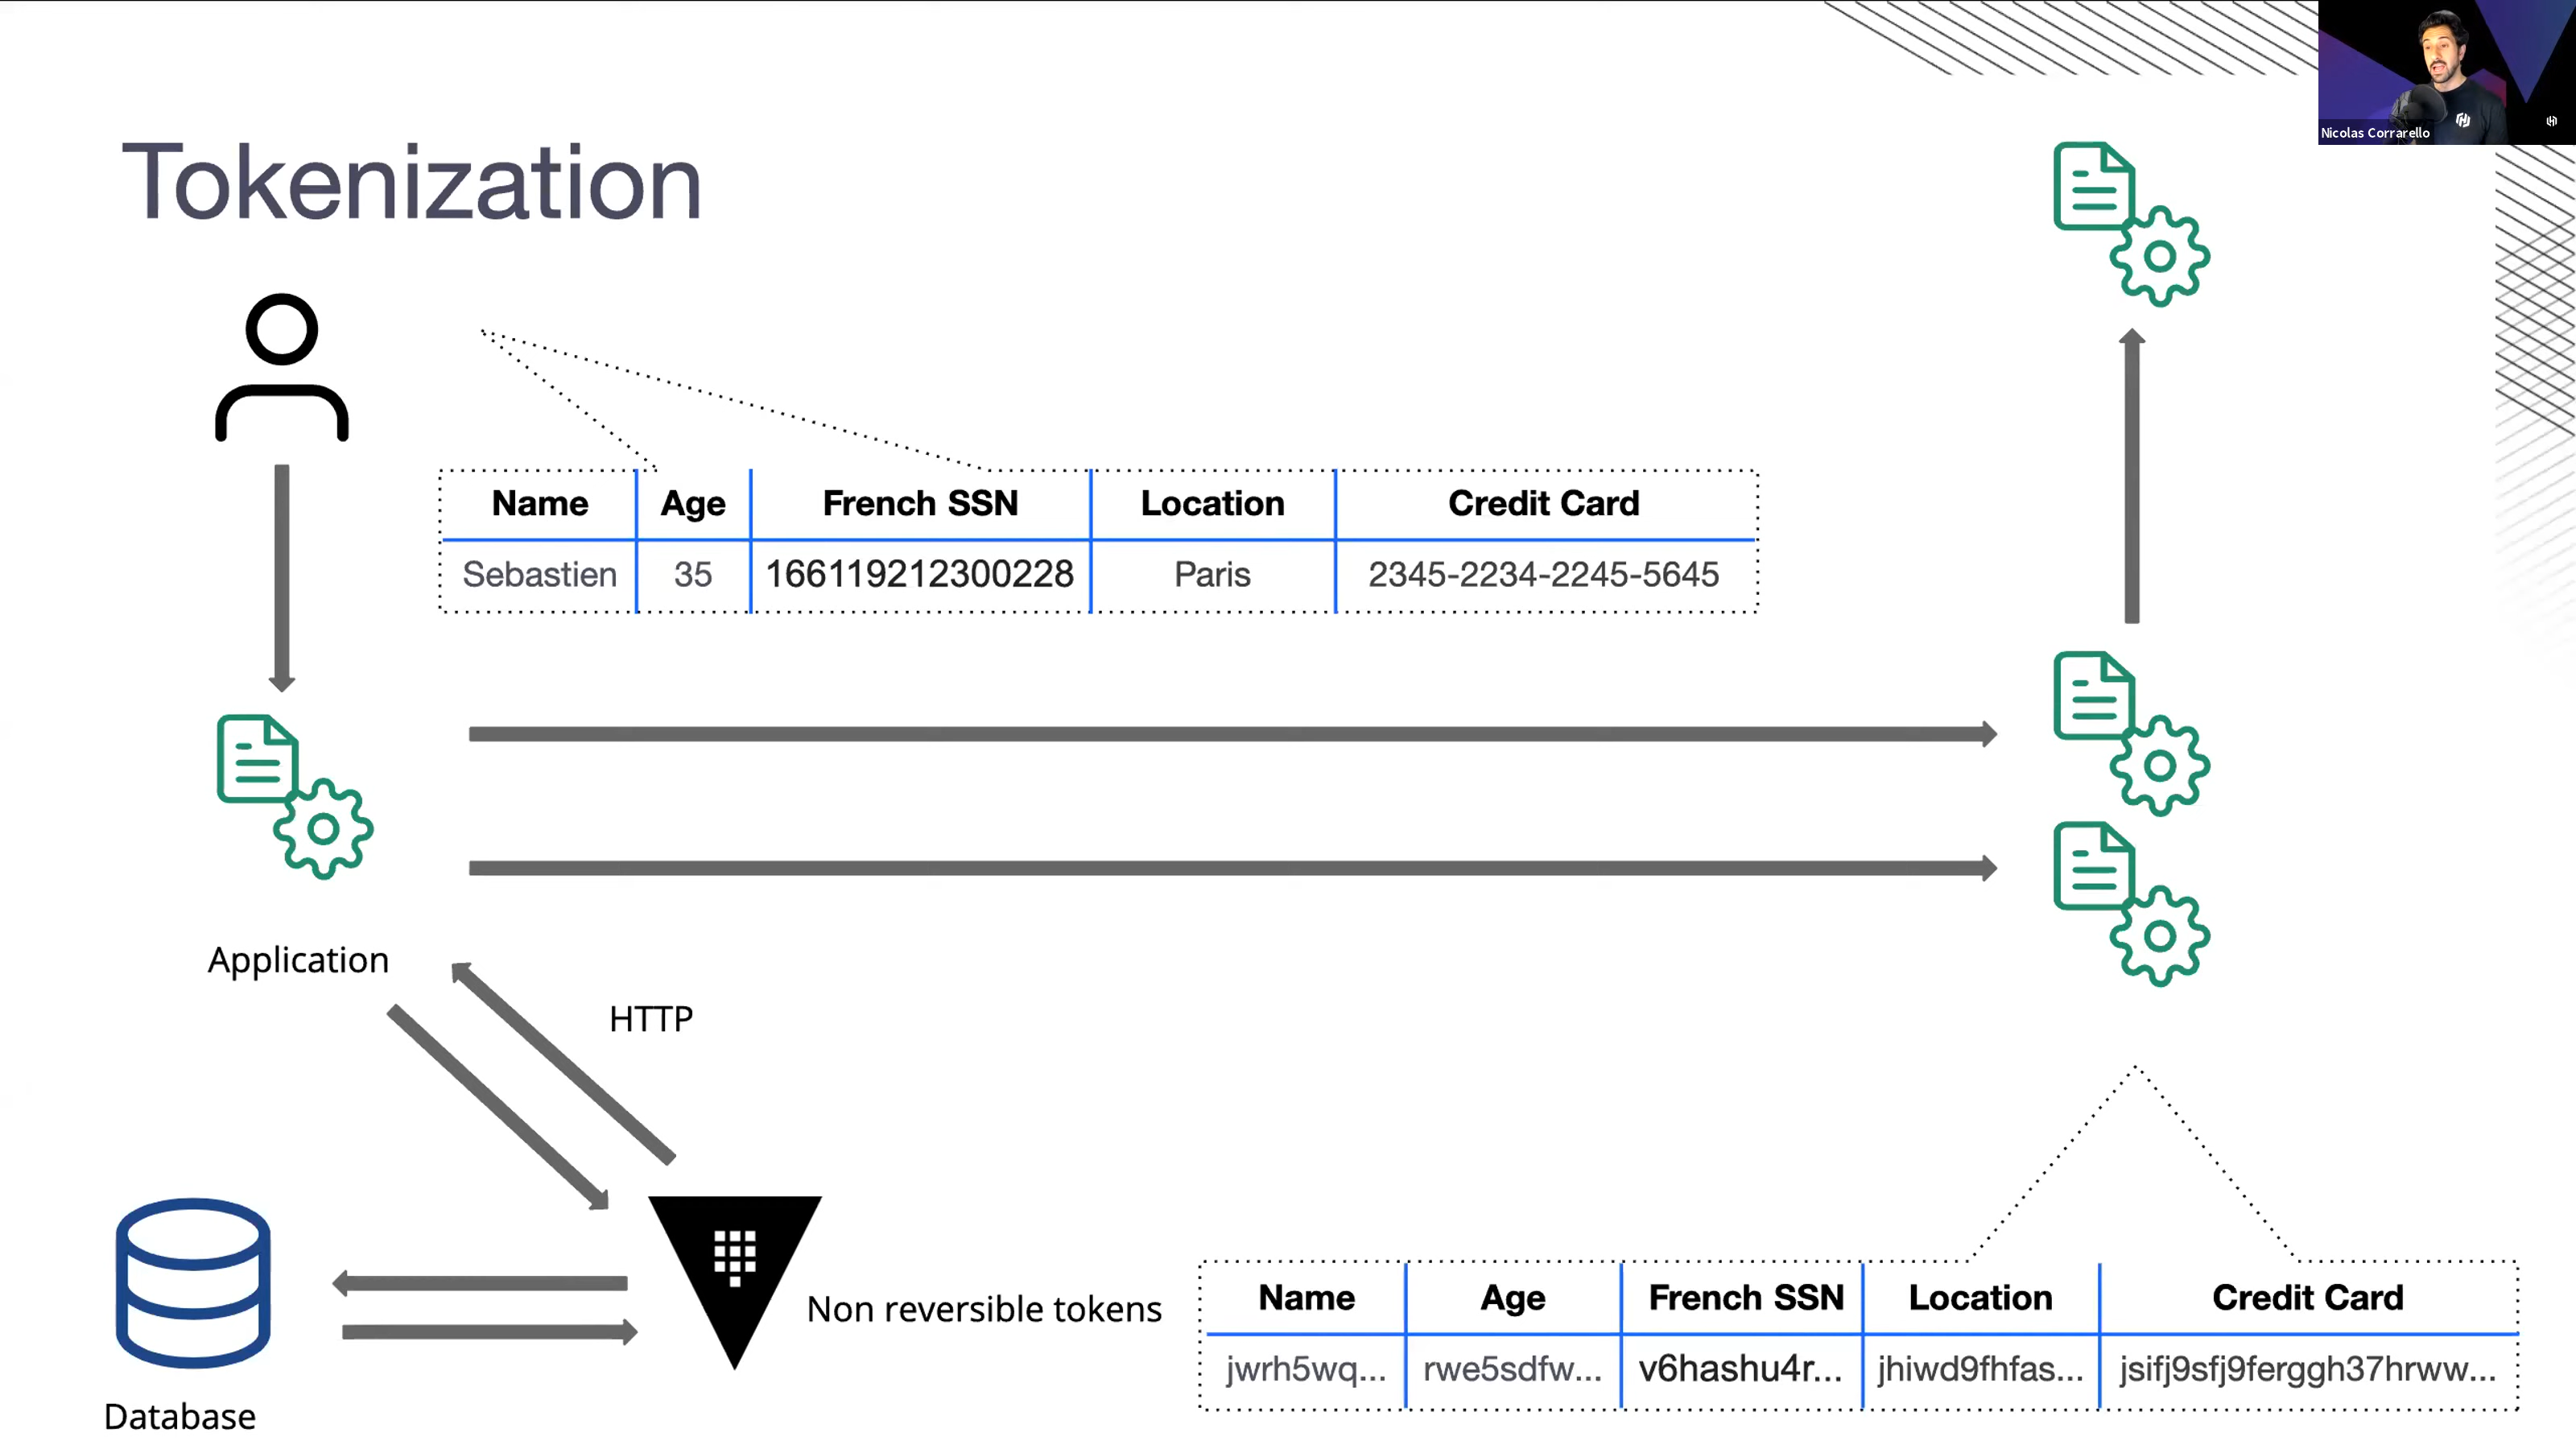 Nicolas Corrarello
Tokenization
Name Age French SSN Location Credit Card
Sebastien 35 166119212300228 Paris 2345-2234-2245-5645
Application
HTTP
Non reversible tokens
Name Age French SSN Location Credit Card
jwrh5wq... rwe5sdfw... v6hashu4r... jhiwd9fhfas... jsifj9sfj9ferggh37hrww...
Database